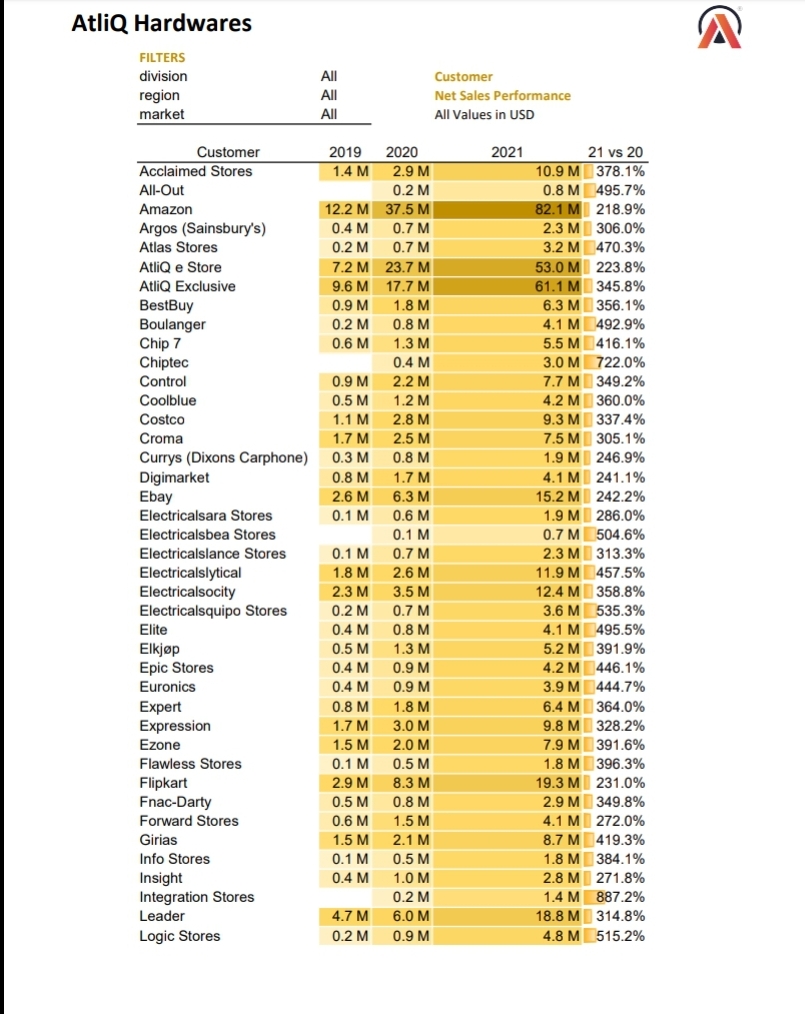 AtliQ Hardwares
FILTERS
division All Customer
region All Net Sales Performance
market All All Values in USD
Customer 2019 2020 2021 21 vs 20
Acclaimed Stores 1.4 M 2.9 M 10.9 M 378.1%
All-Out 0.2 M 0.8 M 495.7%
Amazon 12.2 M 37.5 M 82.1 M 218.9%
Argos (Sainsbury's) 0.4 M 0.7 M 2.3 M 306.0%
Atlas Stores 0.2 M 0.7 M 3.2 M 470.3%
AtliQ e Store 7.2 M 23.7 M 53.0 M 223.8%
AtliQ Exclusive 9.6 M 17.7 M 61.1 M 345.8%
BestBuy 0.9 M 1.8 M 6.3 M 356.1%
Boulanger 0.2 M 0.8 M 4.1 M 492.9%
Chip 7 0.6 M 1.3 M 5.5 M 416.1%
Chiptec 0.4 M 3.0 M 722.0%
Control 0.9 M 2.2 M 7.7 M 349.2%
Coolblue 0.5 M 1.2 M 4.2 M 360.0%
Costco 1.1 M 2.8 M 9.3 M 337.4%
Croma 1.7 M 2.5 M 7.5 M 305.1%
Currys (Dixons Carphone) 0.3 M 0.8 M 1.9 M 246.9%
Digimarket 0.8 M 1.7 M 4.1 M 241.1%
Ebay 2.6 M 6.3 M 15.2 M 242.2%
Electricalsara Stores 0.1 M 0.6 M 1.9 M 286.0%
Electricalsbea Stores 0.1 M 0.7 M 504.6%
Electricalslance Stores 0.1 M 0.7 M 2.3 M 313.3%
Electricalslytical 1.8 M 2.6 M 11.9 M 457.5%
Electricalsocity 2.3 M 3.5 M 12.4 M 358.8%
Electricalsquipo Stores 0.2 M 0.7 M 3.6 M 535.3%
Elite 0.4 M 0.8 M 4.1 M 495.5%
Elkjøp 0.5 M 1.3 M 5.2 M 391.9%
Epic Stores 0.4 M 0.9 M 4.2 M 446.1%
Euronics 0.4 M 0.9 M 3.9 M 444.7%
Expert 0.8 M 1.8 M 6.4 M 364.0%
Expression 1.7 M 3.0 M 9.8 M 328.2%
Ezone 1.5 M 2.0 M 7.9 M 391.6%
Flawless Stores 0.1 M 0.5 M 1.8 M 396.3%
Flipkart 2.9 M 8.3 M 19.3 M 231.0%
Fnac-Darty 0.5 M 0.8 M 2.9 M 349.8%
Forward Stores 0.6 M 1.5 M 4.1 M 272.0%
Girias 1.5 M 2.1 M 8.7 M 419.3%
Info Stores 0.1 M 0.5 M 1.8 M 384.1%
Insight 0.4 M 1.0 M 2.8 M 271.8%
Integration Stores 0.2 M 1.4 M 887.2%
Leader 4.7 M 6.0 M 18.8 M 314.8%
Logic Stores 0.2 M 0.9 M 4.8 M 515.2%